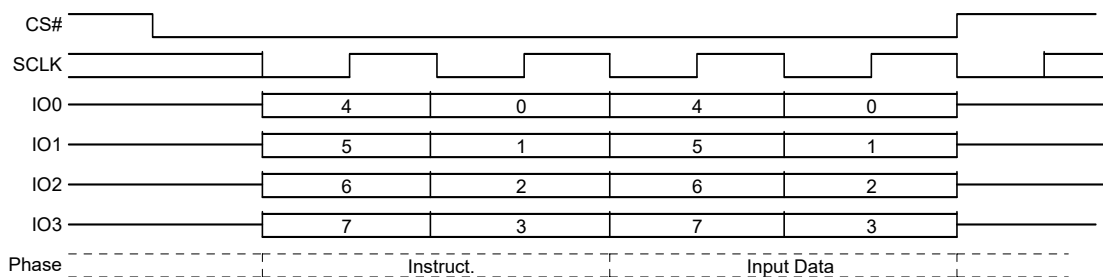 CS#
SCLK
IO0 4 0 4 0
IO1 5 1 5 1
IO2 6 2 6 2
IO3 7 3 7 3
Phase Instruct. Input Data